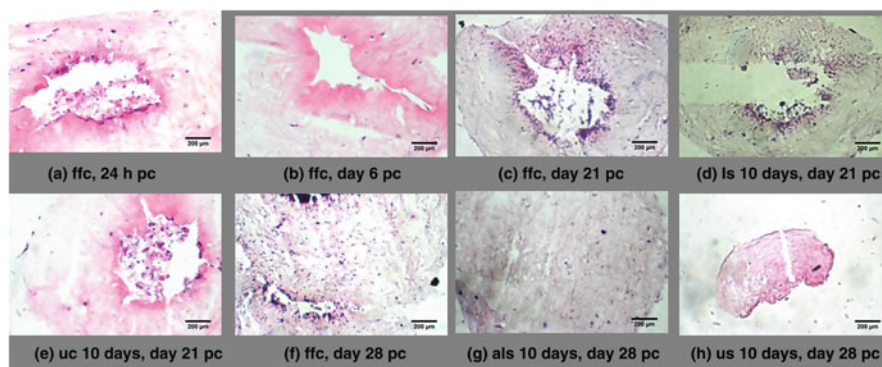 200 µm
200 µm
200 µm
200 µm
(a) ffc, 24 h pc
(b) ffc, day 6 pc
(c) ffc, day 21 pc
(d) ls 10 days, day 21 pc
200 µm
200 µm
200 µm
200 µm
(e) uc 10 days, day 21 pc
(f) ffc, day 28 pc
(g) als 10 days, day 28 pc
(h) us 10 days, day 28 pc